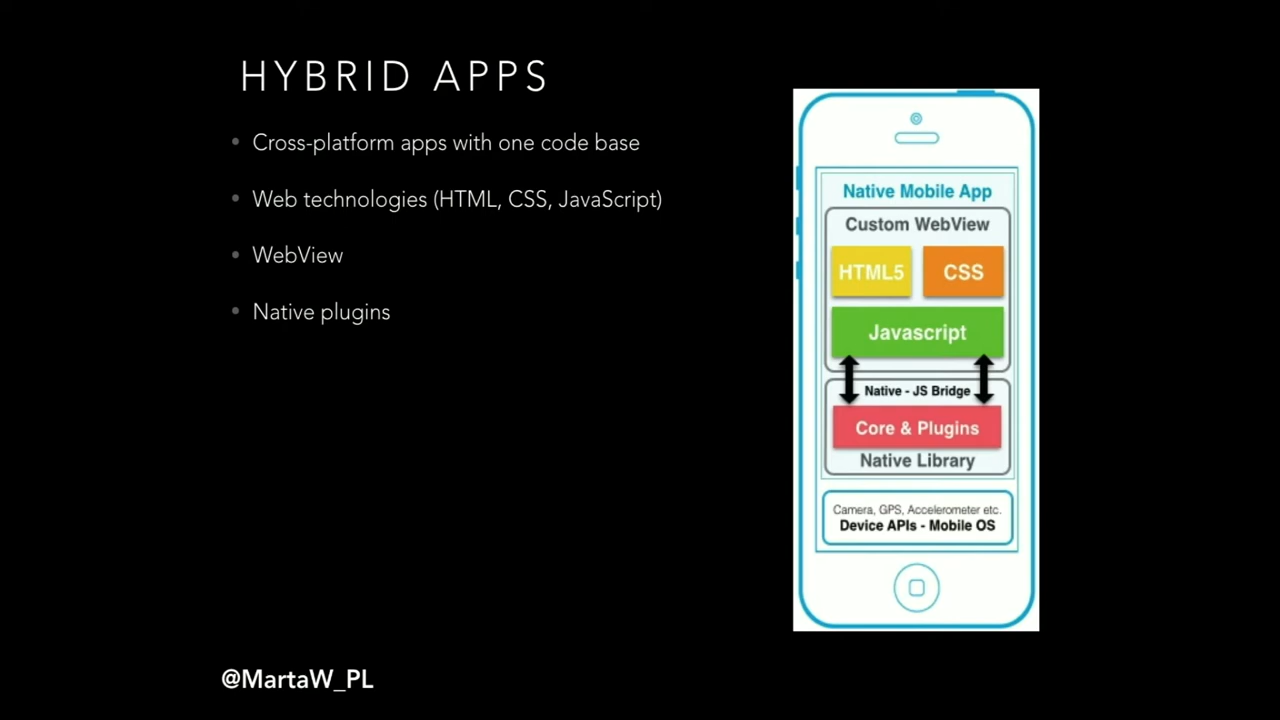 HYBRID APPS
• Cross-platform apps with one code base
• Web technologies (HTML, CSS, JavaScript)
• WebView
• Native plugins
Native Mobile App
Custom WebView
HTML5 CSS
Javascript
Native - JS Bridge
Core & Plugins
Native Library
Camera, GPS, Accelerometer etc.
Device APIs - Mobile OS
@MartaW_PL